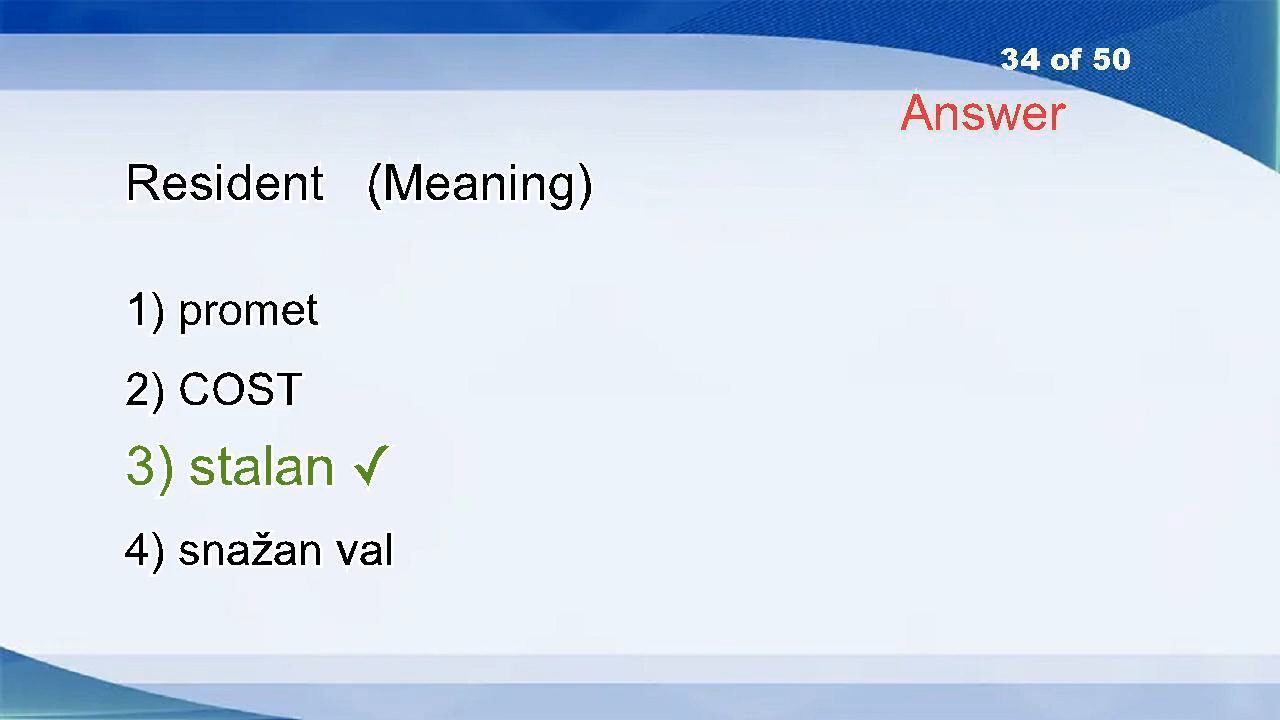 34 of 50
Answer
Resident (Meaning)
1) promet
2) COST
3) stalan ✓
4) snažan val